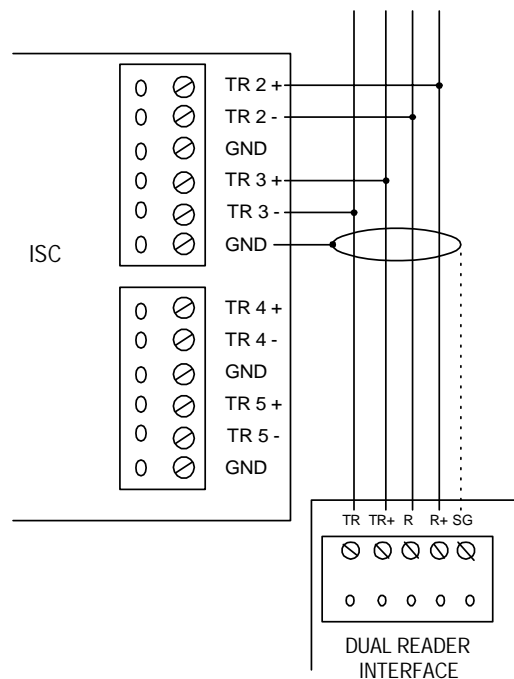 TR 2 +
TR 2 -
GND
TR 3 +
TR 3 -
GND
ISC
TR 4 +
TR 4 -
GND
TR 5 +
TR 5 -
GND
TR TR+ R R+ SG
DUAL READER
INTERFACE